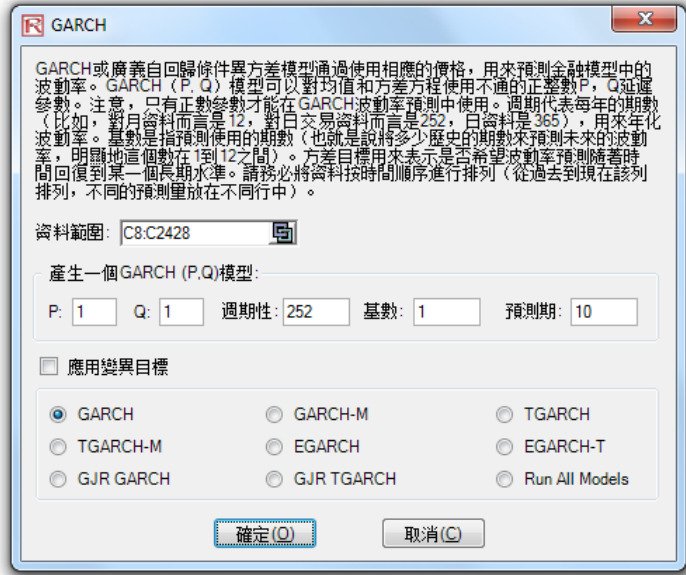 GARCH
GARCH或廣義自回歸條件異方差模型通過使用相應的價格，用來預測金融模型中的
波動率。GARCH（P, Q）模型可以對均值和方差方程使用不通的正整數P，Q延遲
參數。注意，只有正數參數才能在GARCH波動率預測中使用。週期代表每年的期數
（比如，對月資料而言是12，對日交易資料而言是252，日資料是365），用來年化
波動率。基數是指預測使用的期數（也就是說將多少歷史的期數來預測未來的波動
率，明顯地這個數在1到12之間）。方差目標用來表示是否希望波動率預測隨著時
間回復到某一個長期水準。請務必將資料按時間順序進行排列（從過去到現在該列
排列，不同的預測量放在不同行中）。
資料範圍: C8:C2428
產生一個GARCH (P,Q)模型:
P: 1 Q: 1 週期性: 252 基數: 1 預測期: 10
應用變異目標
GARCH GARCH-M TGARCH
TGARCH-M EGARCH EGARCH-T
GJR GARCH GJR TGARCH Run All Models
確定(O) 取消(C)